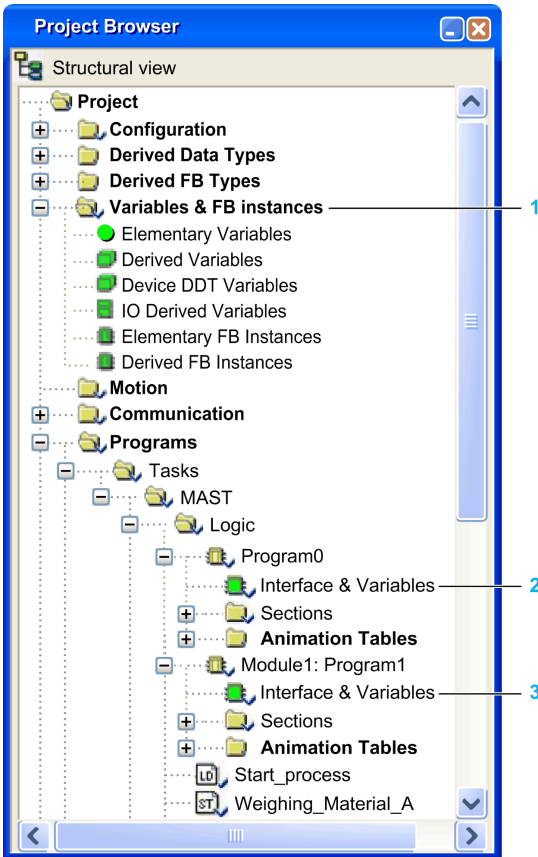 Project Browser
Structural view
Project
Configuration
Derived Data Types
Derived FB Types
Variables & FB instances
1
Elementary Variables
Derived Variables
Device DDT Variables
IO Derived Variables
Elementary FB Instances
Derived FB Instances
Motion
Communication
Programs
Tasks
MAST
Logic
Program0
Interface & Variables
2
Sections
Animation Tables
Module1: Program1
Interface & Variables
3
Sections
Animation Tables
LD Start_process
ST Weighing_Material_A